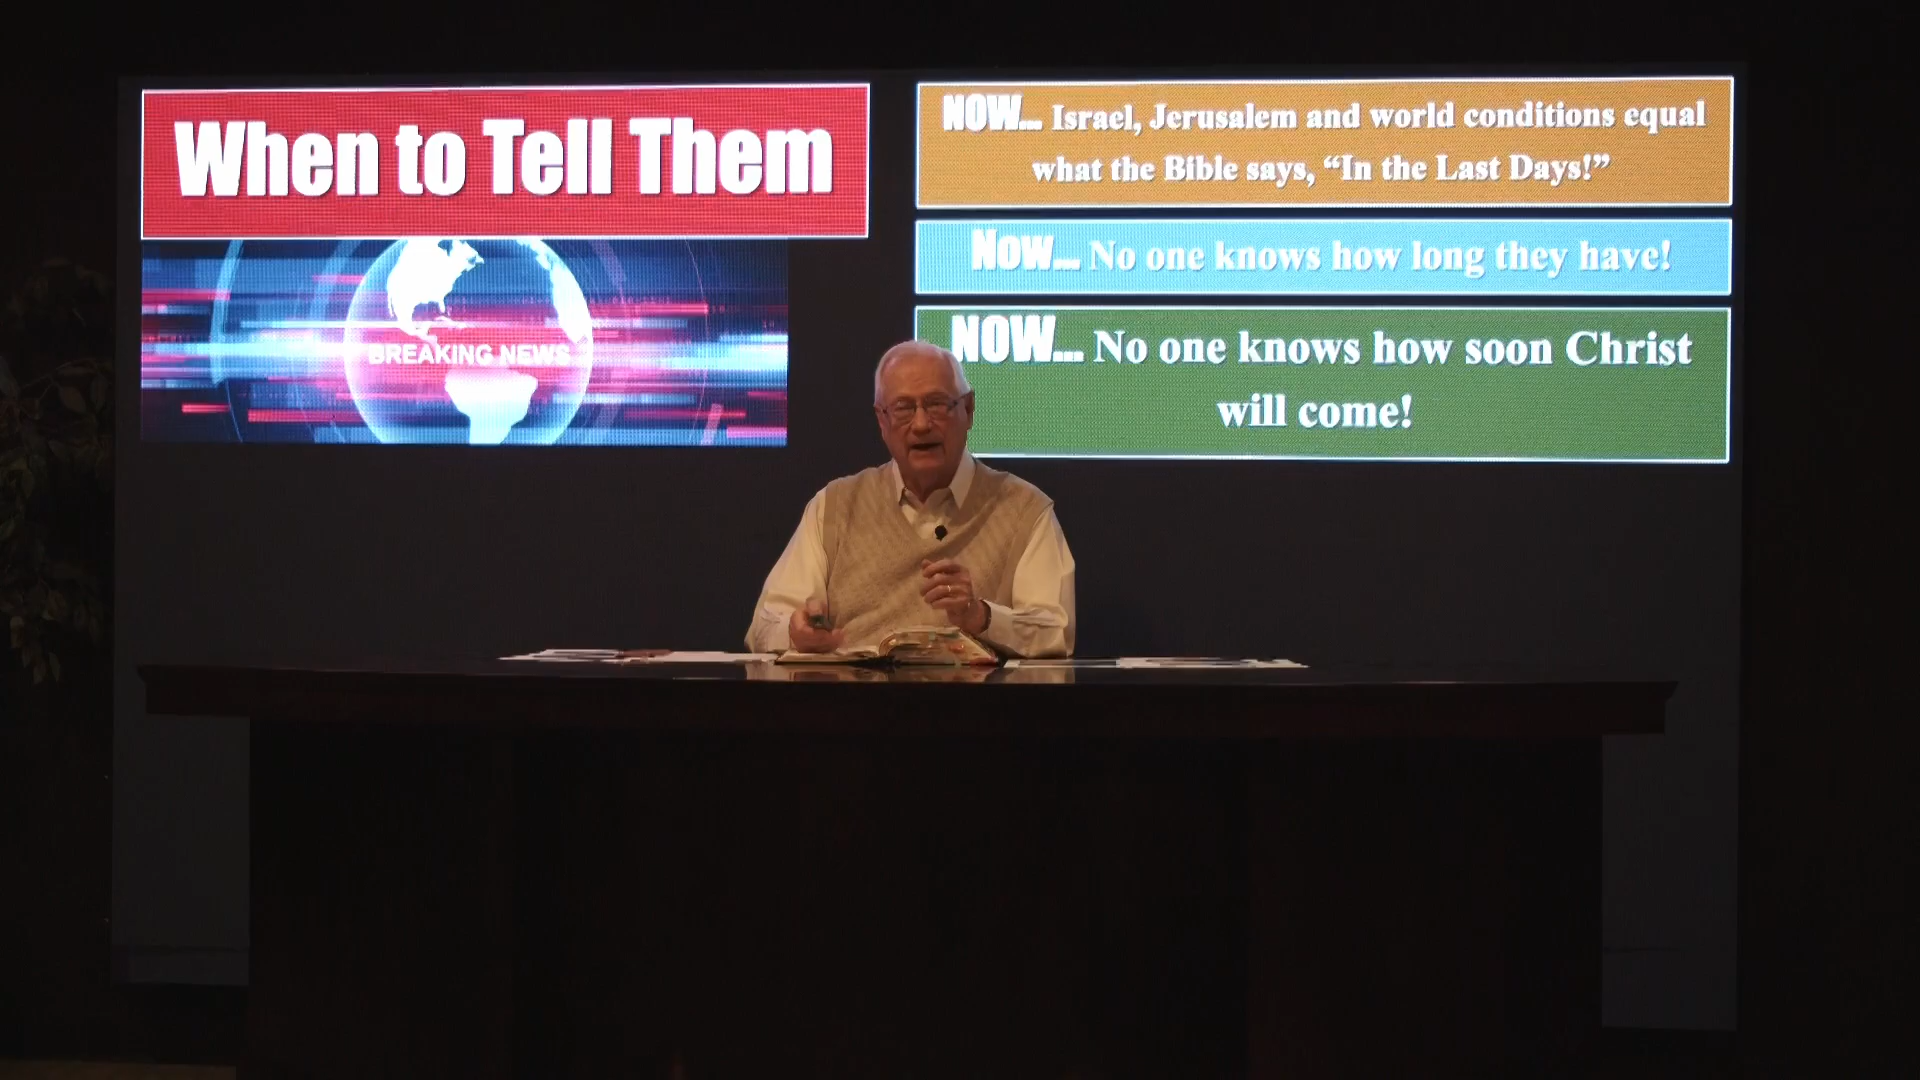 When to Tell Them
BREAKING NEWS
NOW... Israel, Jerusalem and world conditions equal
what the Bible says, “In the Last Days!”
NOW... No one knows how long they have!
NOW... No one knows how soon Christ
will come!